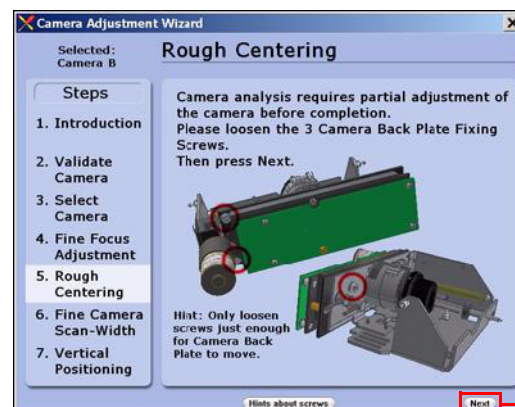 Camera Adjustment Wizard
Selected:
Camera B
Rough Centering
Steps
1. Introduction
2. Validate
Camera
3. Select
Camera
4. Fine Focus
Adjustment
5. Rough
Centering
6. Fine Camera
Scan-Width
7. Vertical
Positioning
Camera analysis requires partial adjustment of
the camera before completion.
Please loosen the 3 Camera Back Plate Fixing
Screws.
Then press Next.
Hint: Only loosen
screws just enough
for Camera Back
Plate to move.
Hints about screws
Next